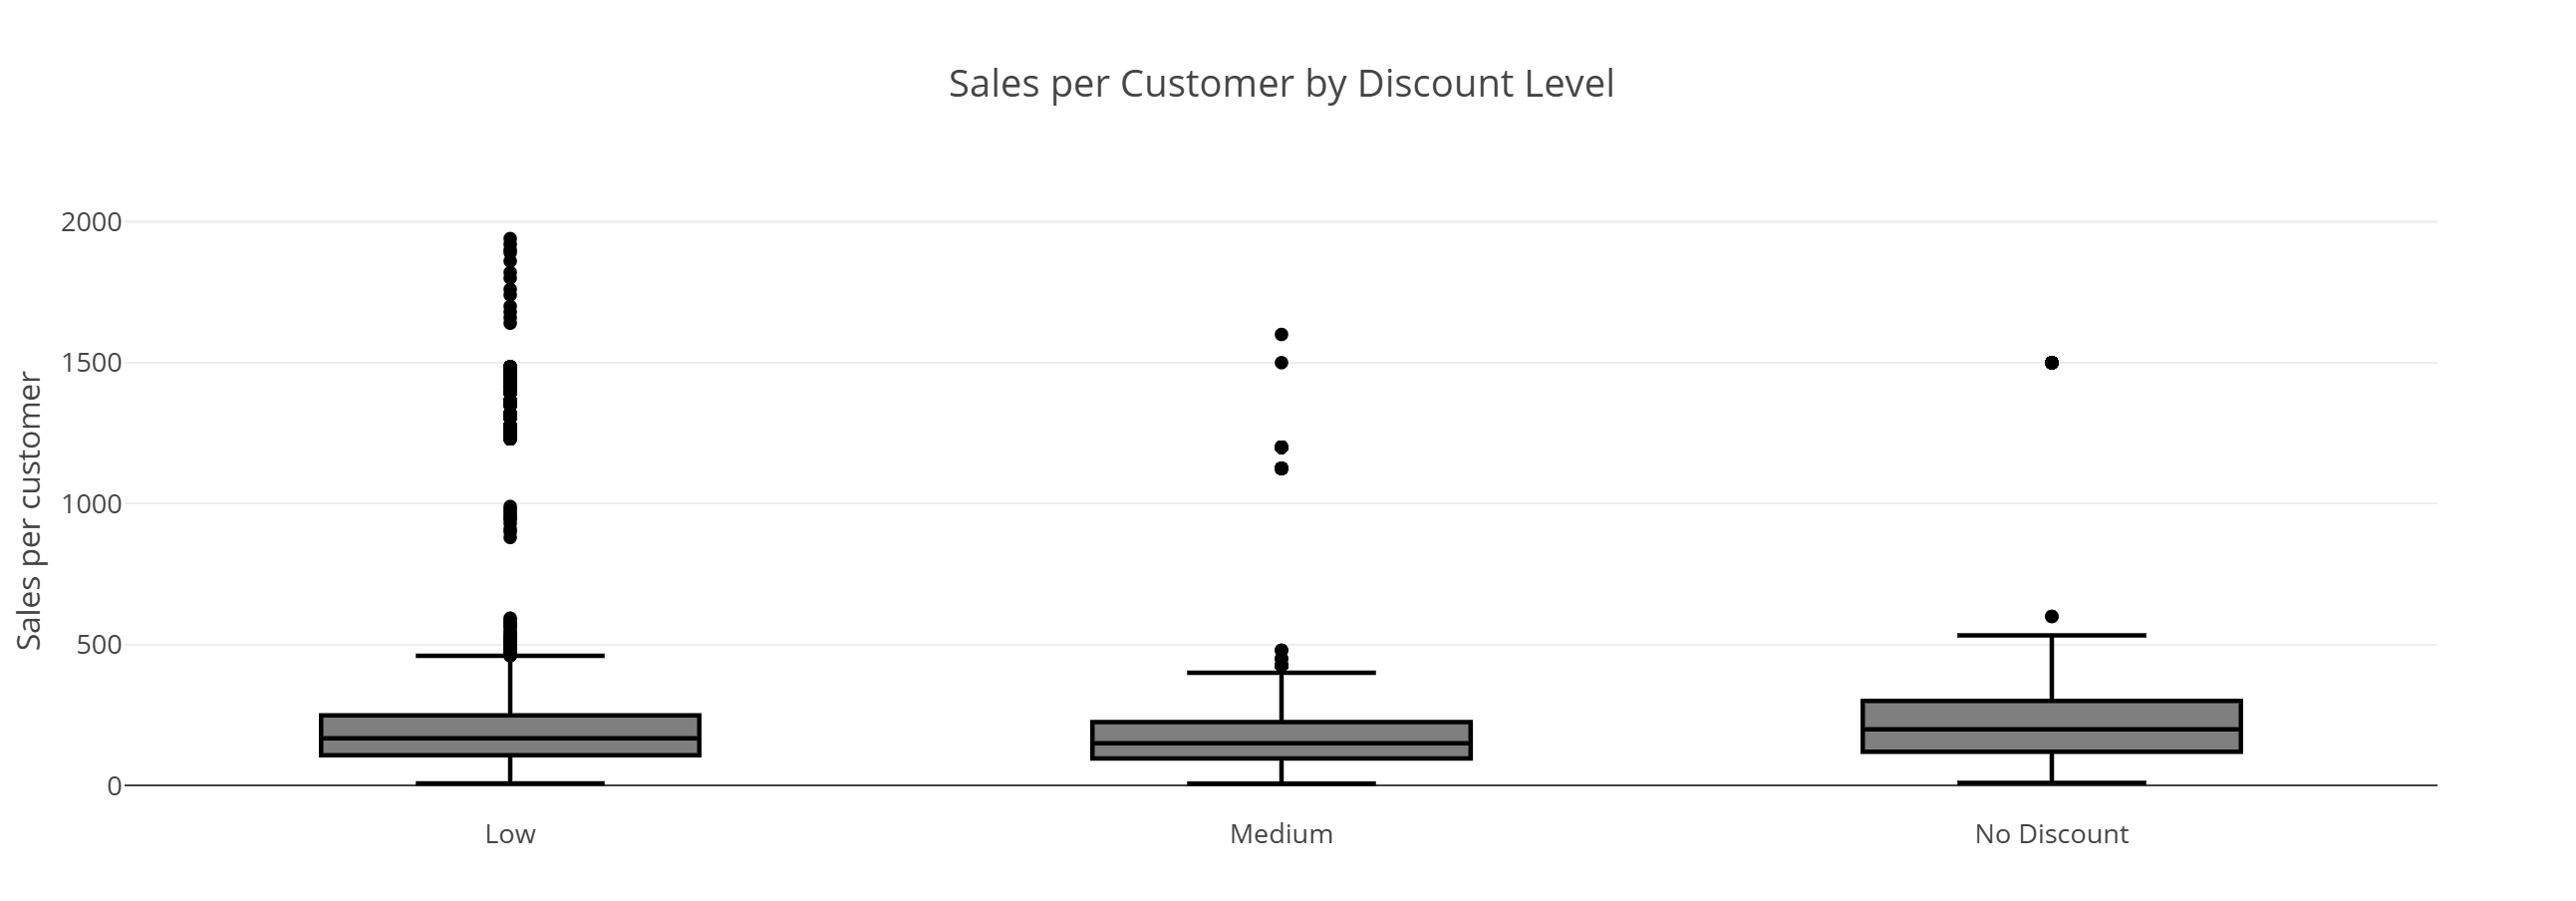 Sales per Customer by Discount Level
Sales per customer
2000
1500
1000
500
0
Low
Medium
No Discount